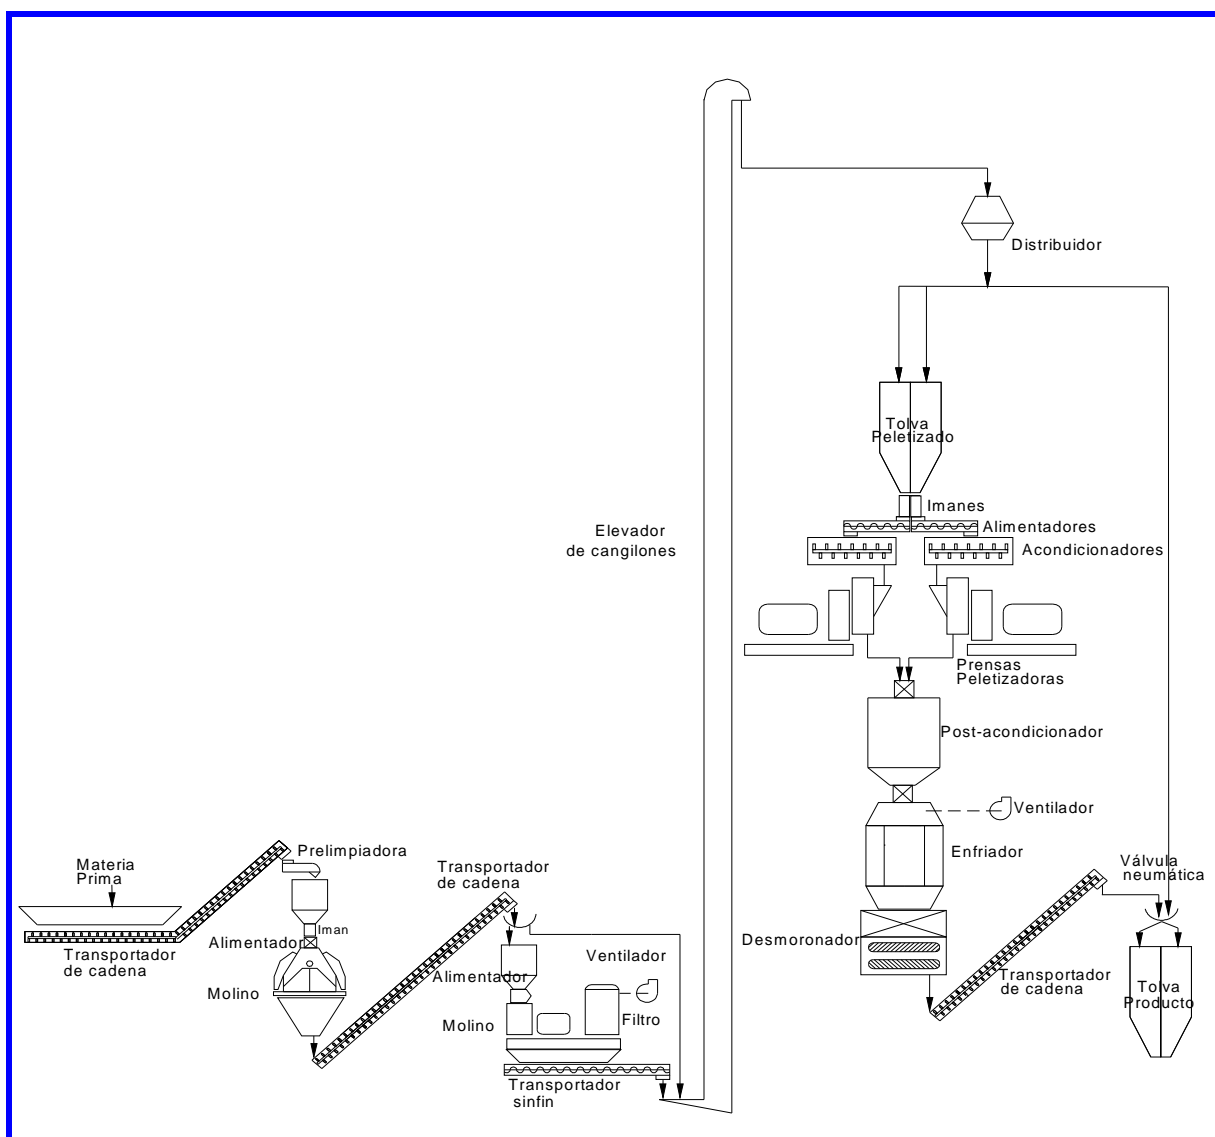 Distribuidor
Tolva
Peletizado
Imanes
Alimentadores
Acondicionadores
Elevador
de cangilones
Prensas
Peletizadoras
Post-acondicionador
Ventilador
Enfriador
Desmoronador
Válvula
neumática
Transportador
de cadena
Tolva
Producto
Materia
Prima
Transportador
de cadena
Prelimpiadora
Iman
Alimentador
Molino
Transportador
de cadena
Alimentador
Molino
Ventilador
Filtro
Transportador
sinfin